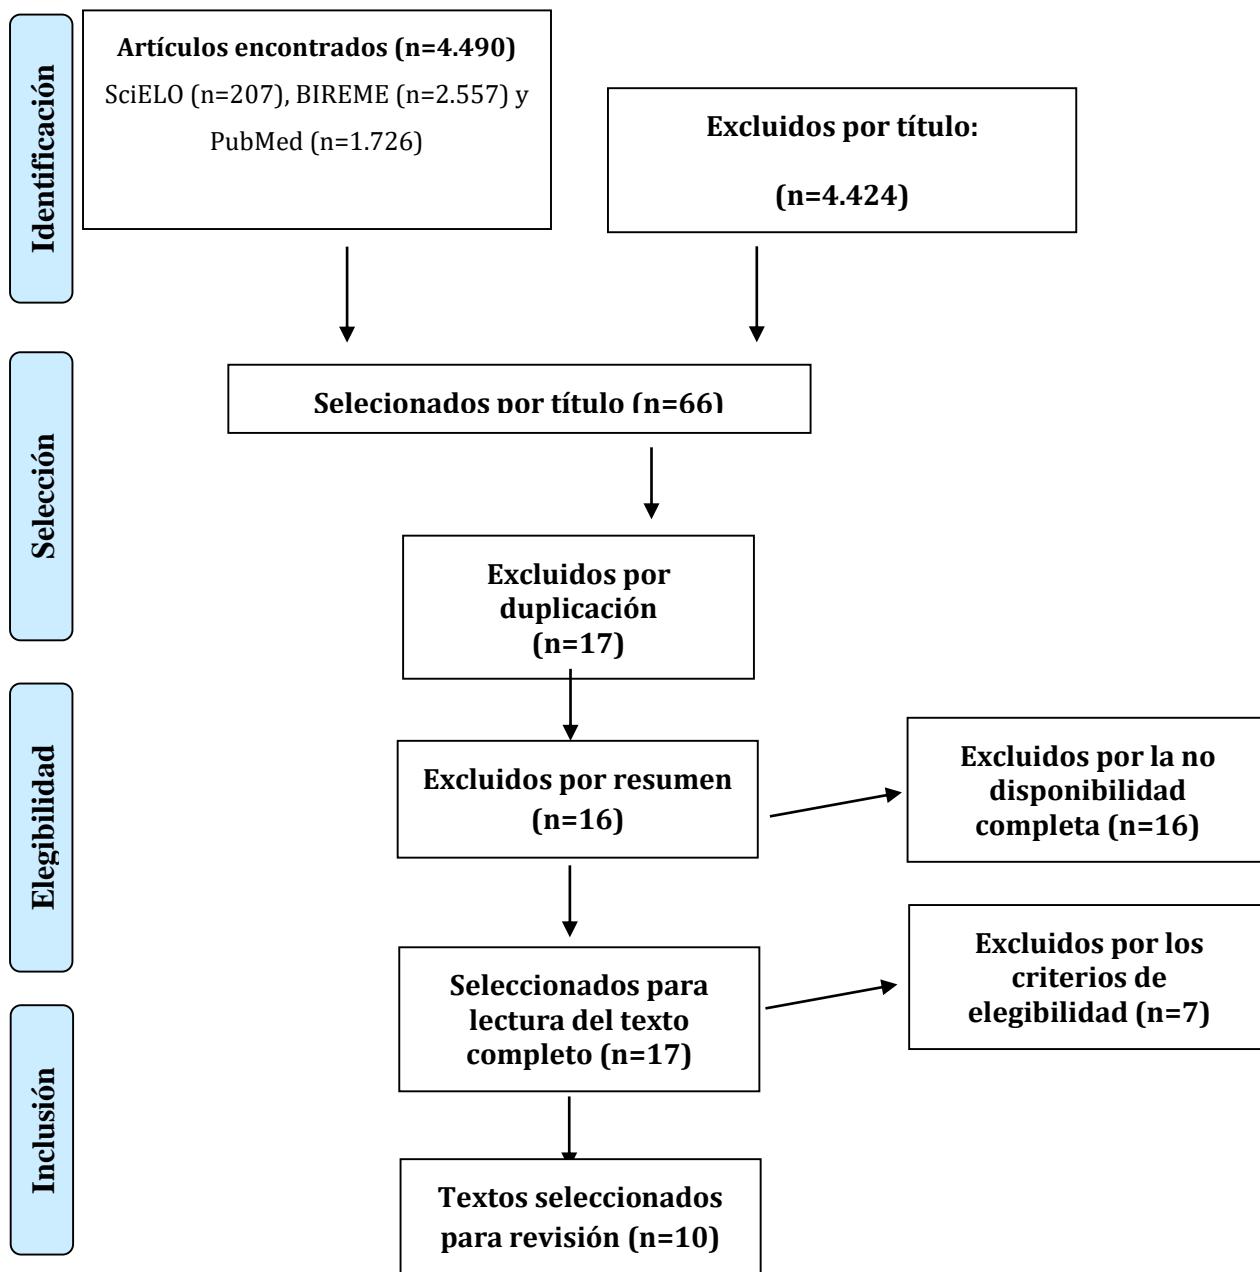 Identificación
Artículos encontrados (n=4.490)
SciELO (n=207), BIREME (n=2.557) y
PubMed (n=1.726)
Excluidos por título:
(n=4.424)
Selección
Selecionados por título (n=66)
Excluidos por
duplicación
(n=17)
Elegibilidad
Excluidos por resumen
(n=16)
Excluidos por la no
disponibilidad
completa (n=16)
Seleccionados para
lectura del texto
completo (n=17)
Excluidos por los
criterios de
elegibilidad (n=7)
Inclusión
Textos seleccionados
para revisión (n=10)